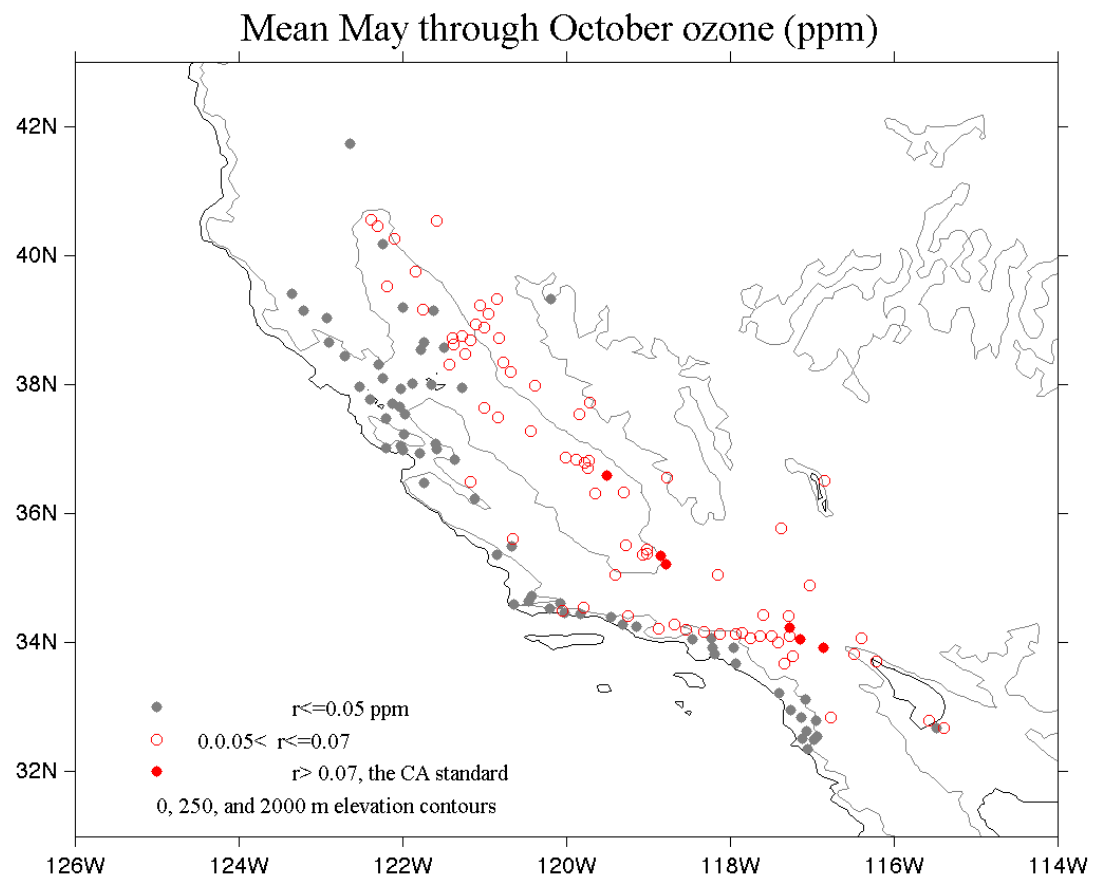 Mean May through October ozone (ppm)
42N
40N
38N
36N
34N
32N
r<=0.05 ppm
0.0.05< r<=0.07
r> 0.07, the CA standard
0, 250, and 2000 m elevation contours
126W 124W 122W 120W 118W 116W 114W